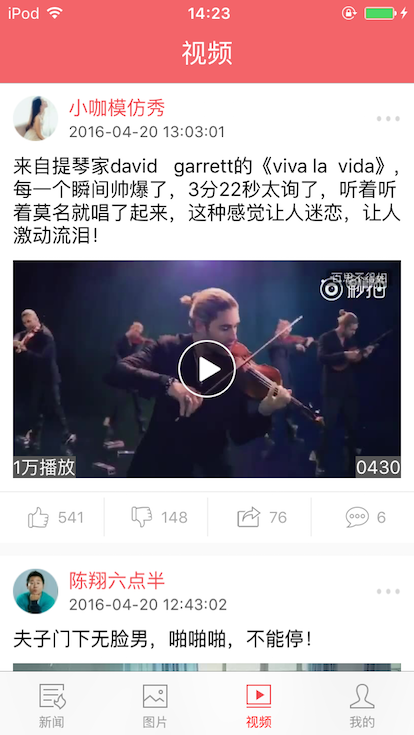 iPod 14:23
视频
小咖模仿秀
2016-04-20 13:03:01
来自提琴家david garrett的《viva la vida》,
每一个瞬间帅爆了，3分22秒太询了，听着听
着莫名就唱了起来，这种感觉让人迷恋，让人
激动流泪！
百思不得姐
秒拍
1万播放 0430
541 148 76 6
陈翔六点半
2016-04-20 12:43:02
夫子门下无脸男，啪啪啪，不能停！
新闻 图片 视频 我的